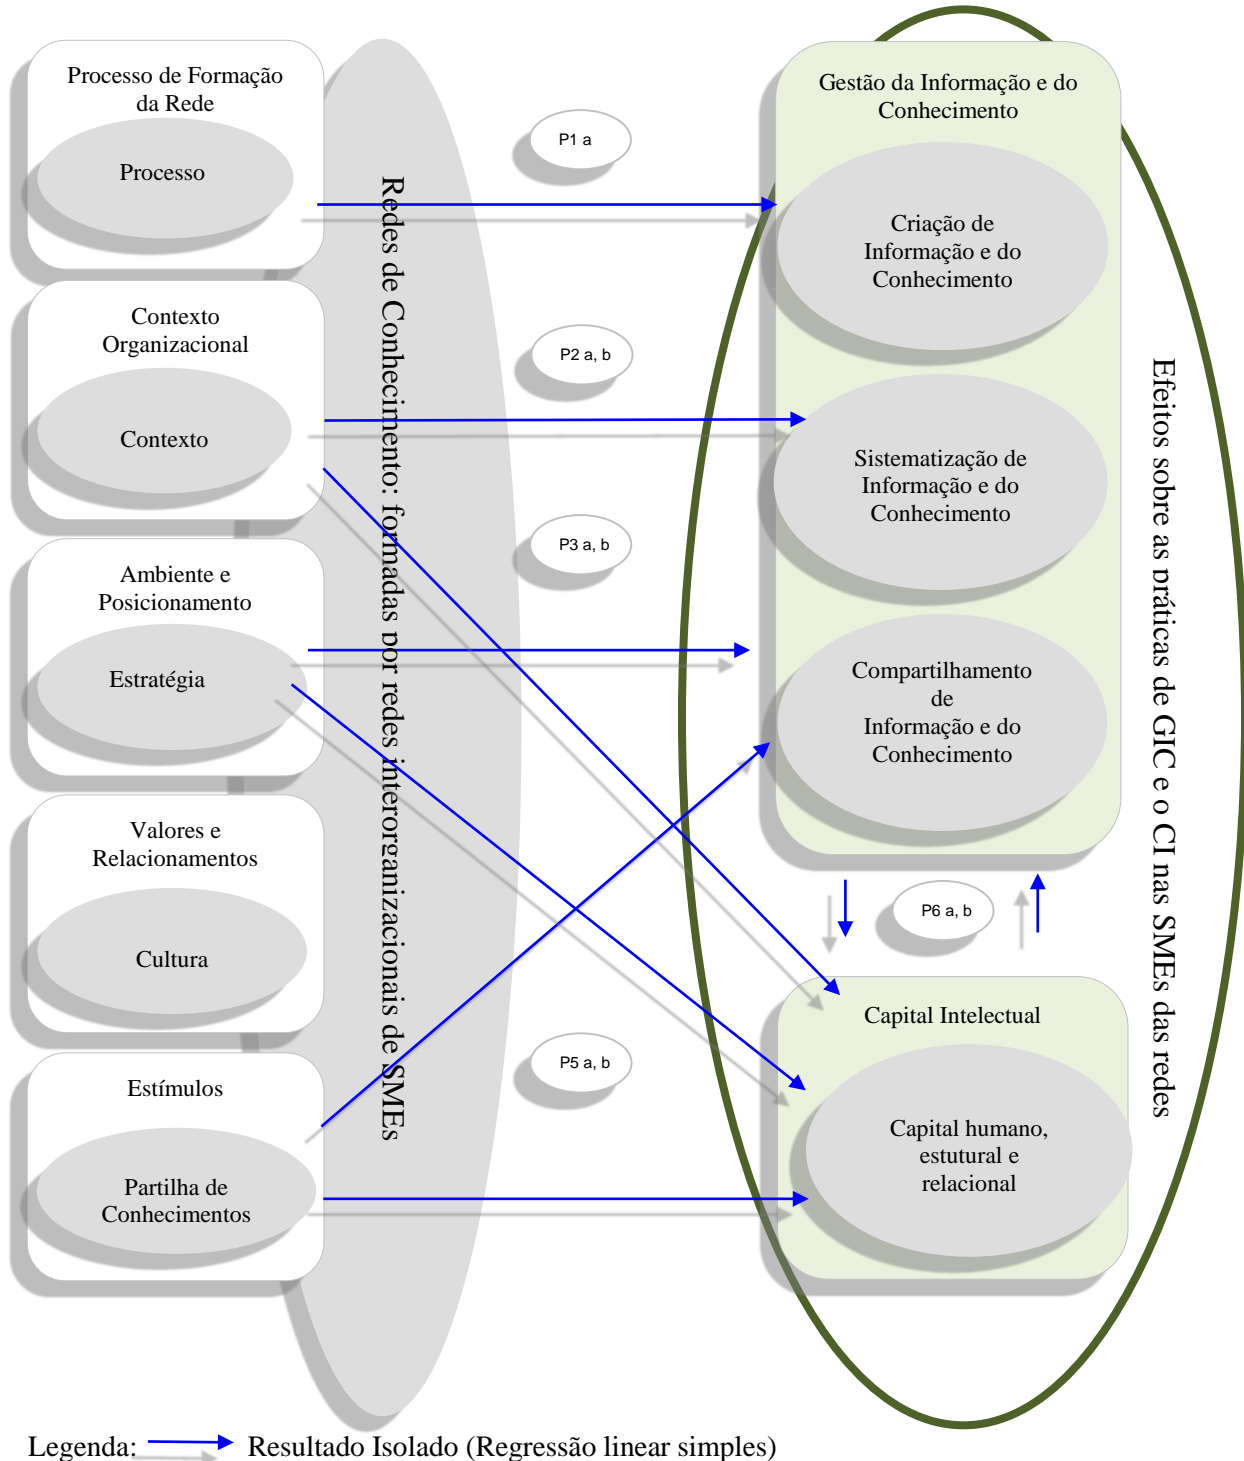 Processo de Formação
da Rede
Processo
Contexto
Organizacional
Contexto
Ambiente e
Posicionamento
Estratégia
Valores e
Relacionamentos
Cultura
Estímulos
Partilha de
Conhecimentos
Redes de Conhecimento: formadas por redes interorganizacionais de SMEs
P1 a
P2 a, b
P3 a, b
P5 a, b
Gestão da Informação e do
Conhecimento
Criação de
Informação e do
Conhecimento
Sistematização de
Informação e do
Conhecimento
Compartilhamento
de
Informação e do
Conhecimento
P6 a, b
Capital Intelectual
Capital humano,
estutural e
relacional
Efeitos sobre as práticas de GIC e o CI nas SMEs das redes
Legenda: Resultado Isolado (Regressão linear simples)